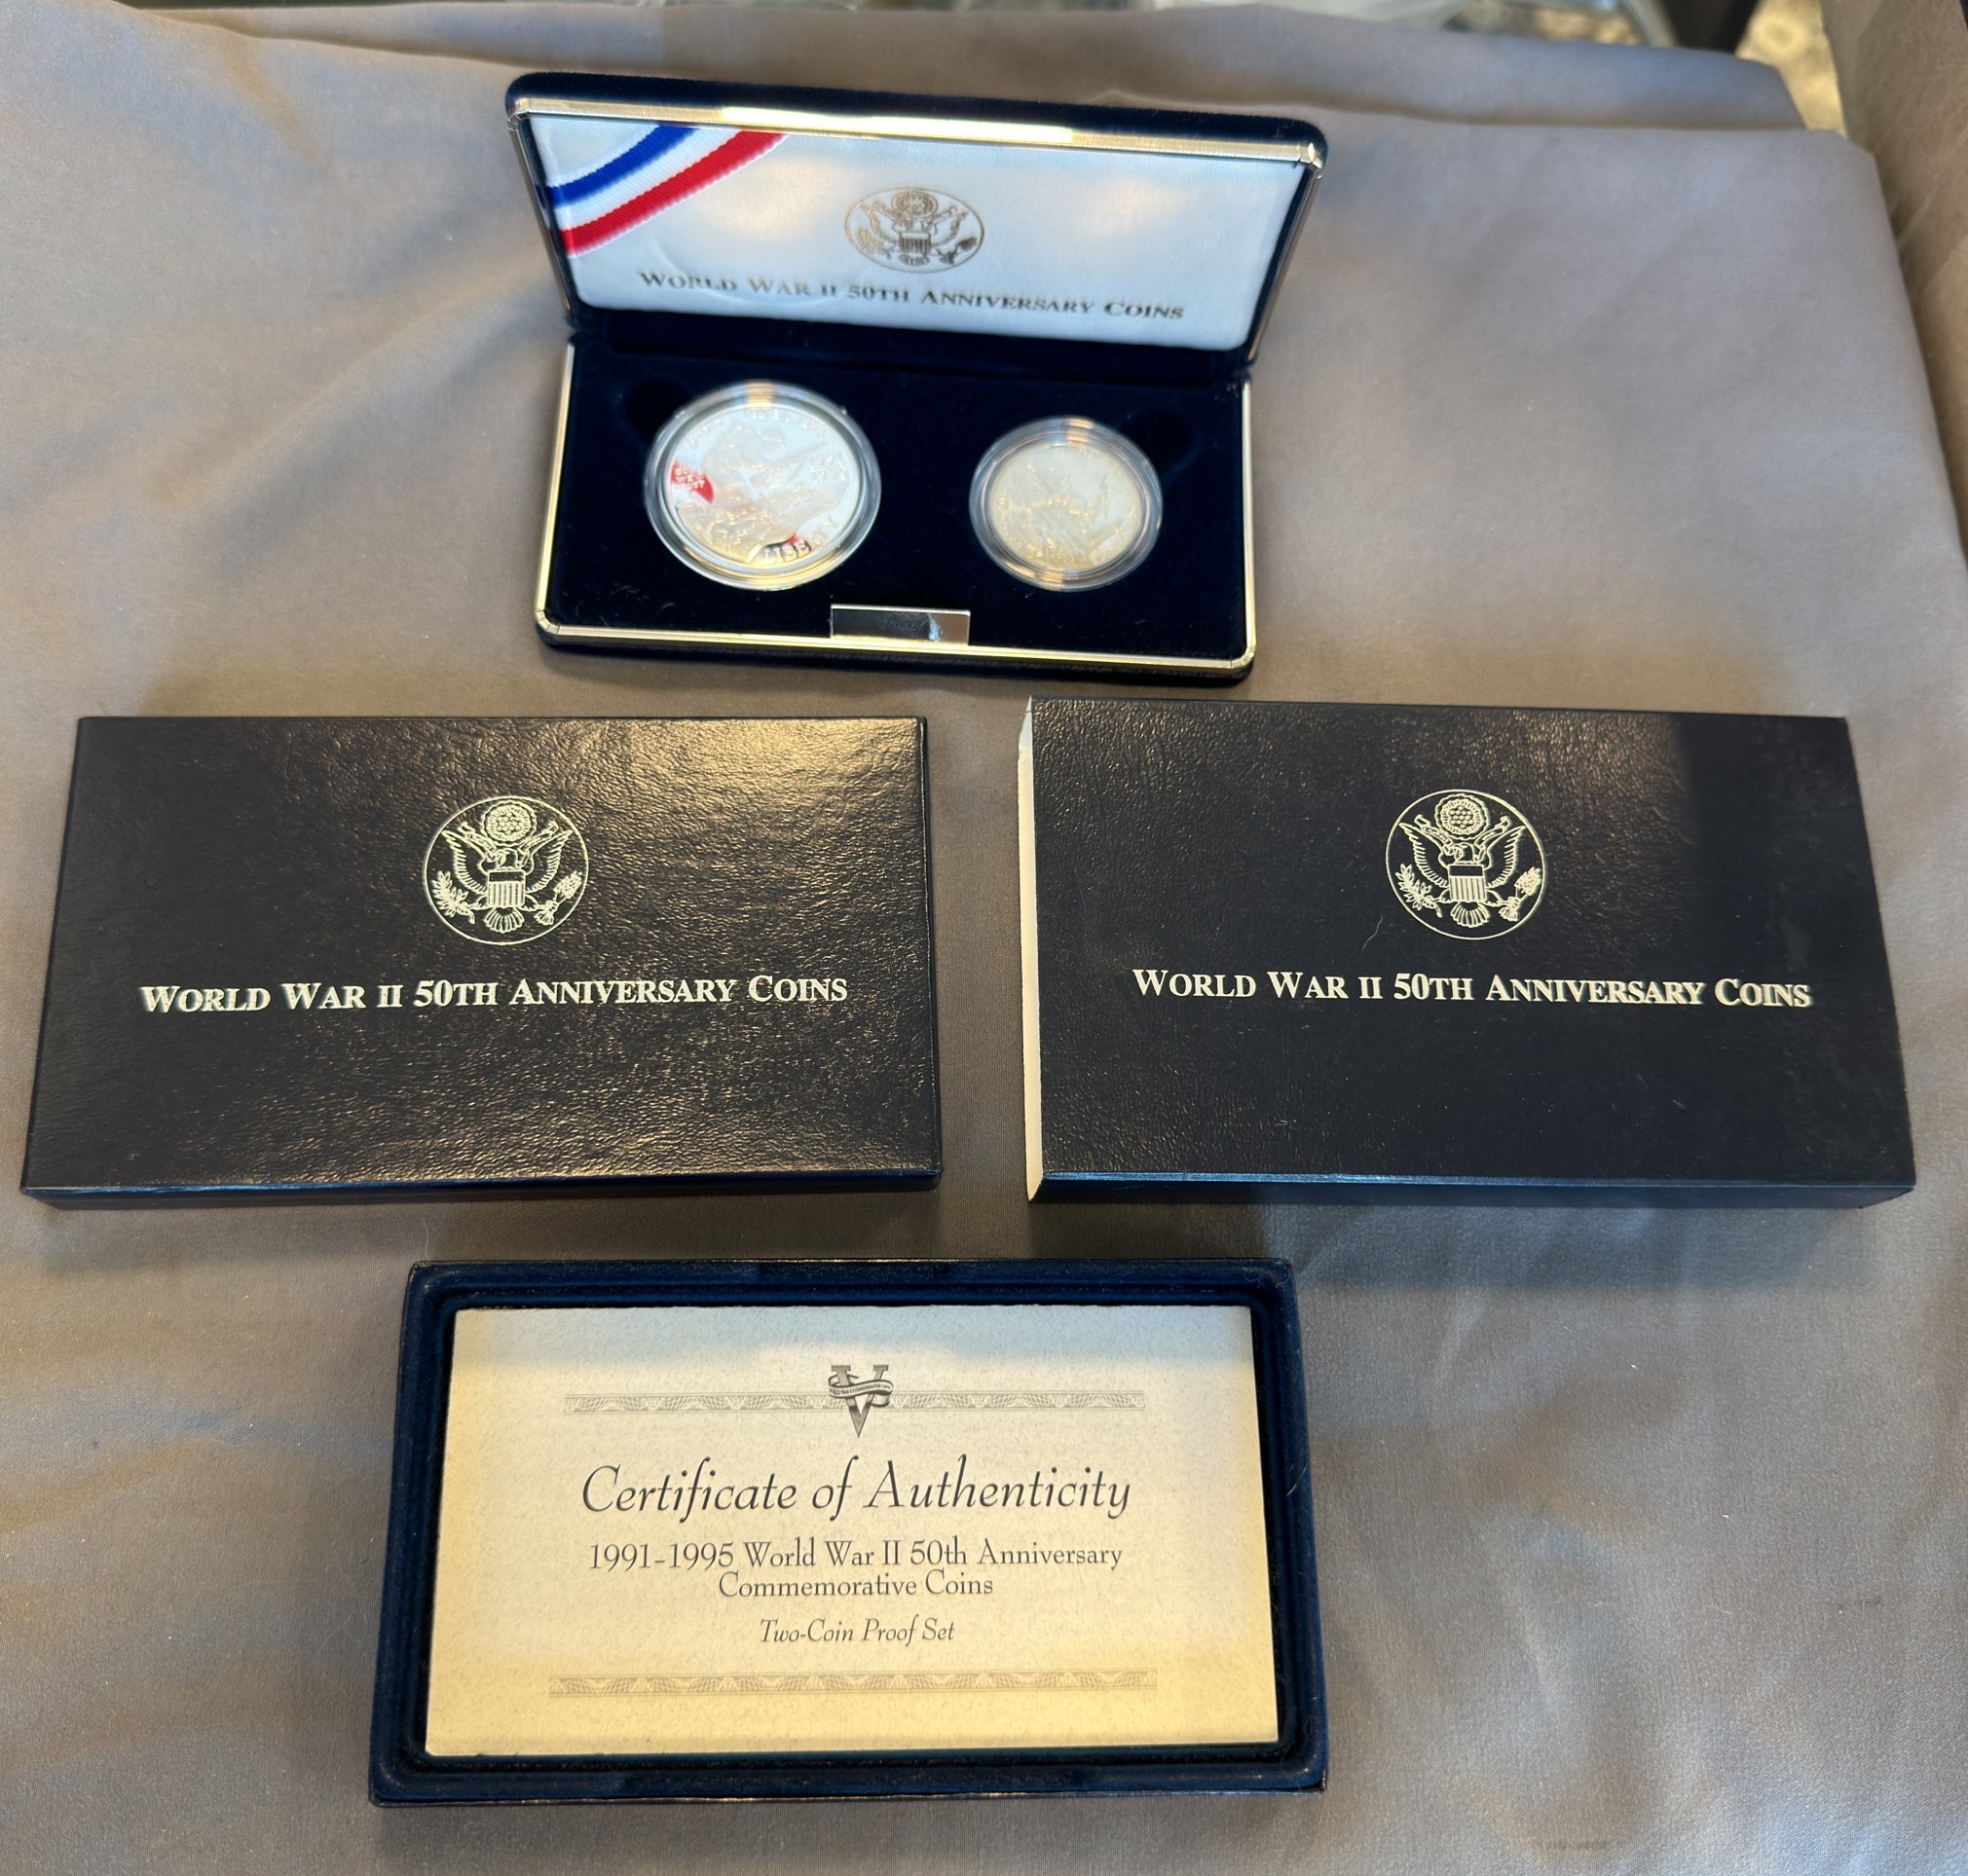 WORLD WAR II 50TH ANNIVERSARY COINS
LIBERTY
WORLD WAR II 50TH ANNIVERSARY COINS
WORLD WAR II 50TH ANNIVERSARY COINS
V
Certificate of Authenticity
1991-1995 World War II 50th Anniversary
Commemorative Coins
Two-Coin Proof Set